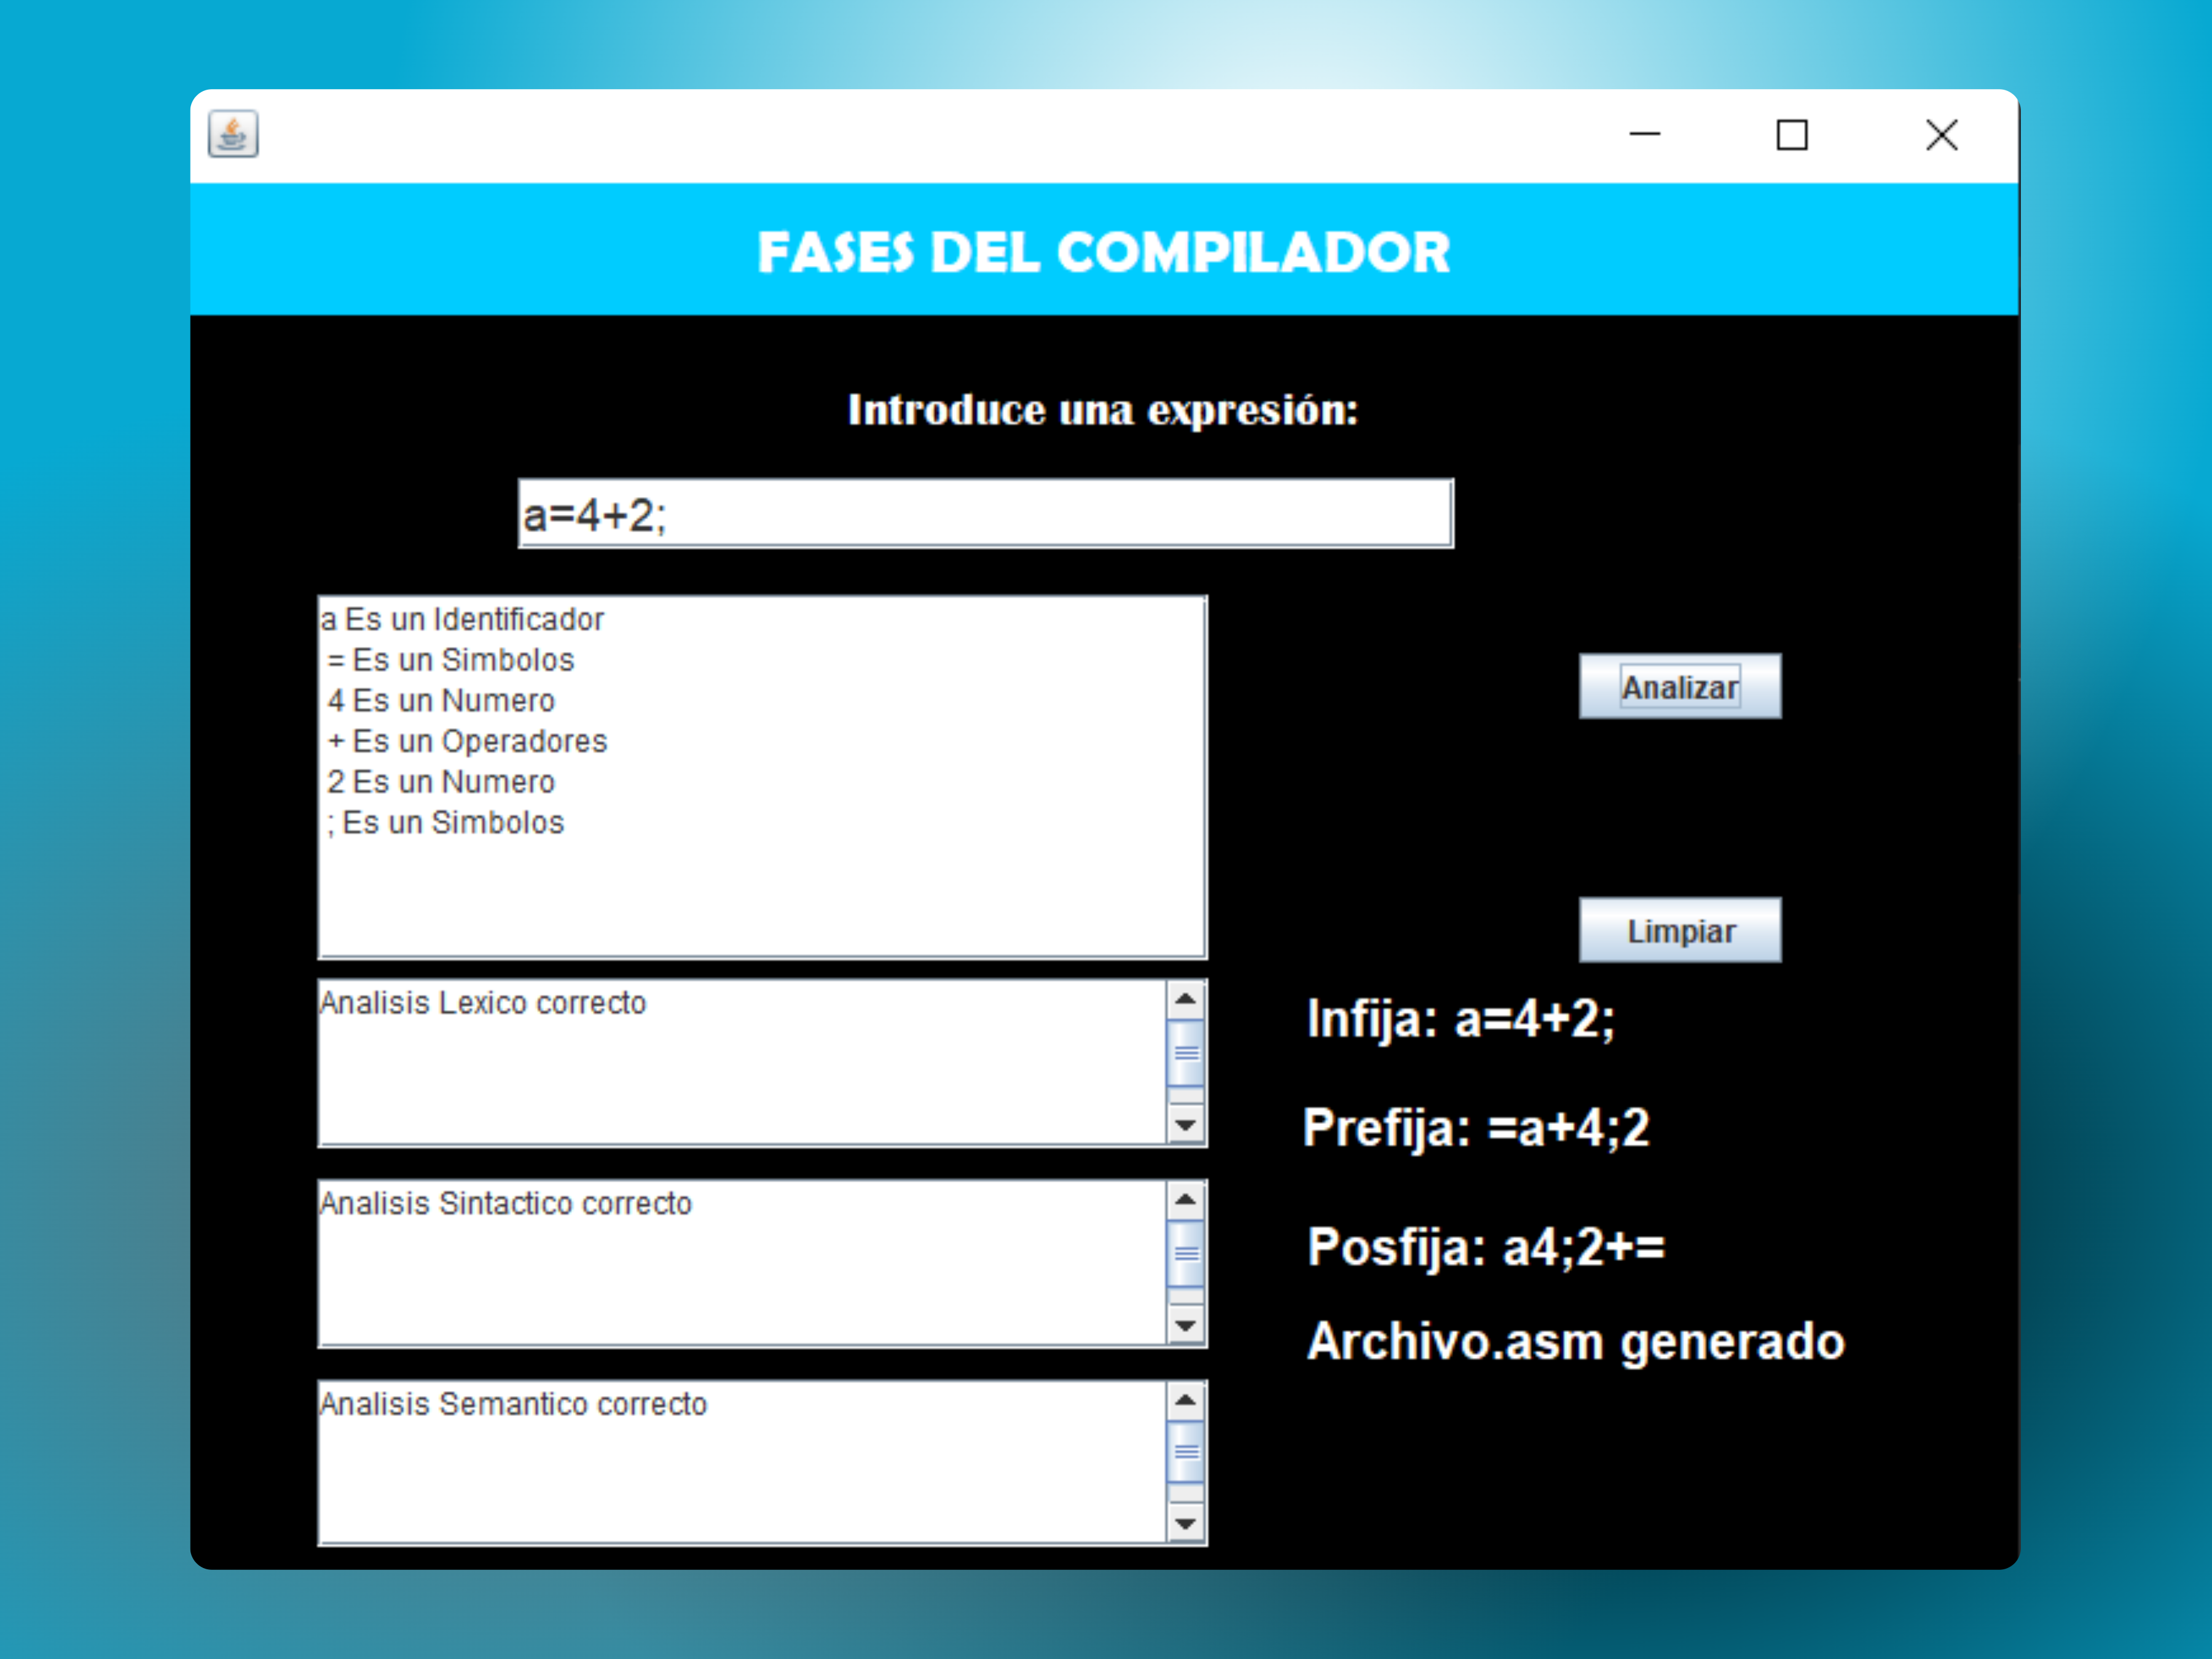 FASES DEL COMPILADOR
Introduce una expresión:
a=4+2;
a Es un Identificador
= Es un Simbolos
4 Es un Numero
+ Es un Operadores
2 Es un Numero
; Es un Simbolos
Analizar
Limpiar
Analisis Lexico correcto
Analisis Sintactico correcto
Analisis Semantico correcto
Infija: a=4+2;
Prefija: =a+4;2
Posfija: a4;2+=
Archivo.asm generado